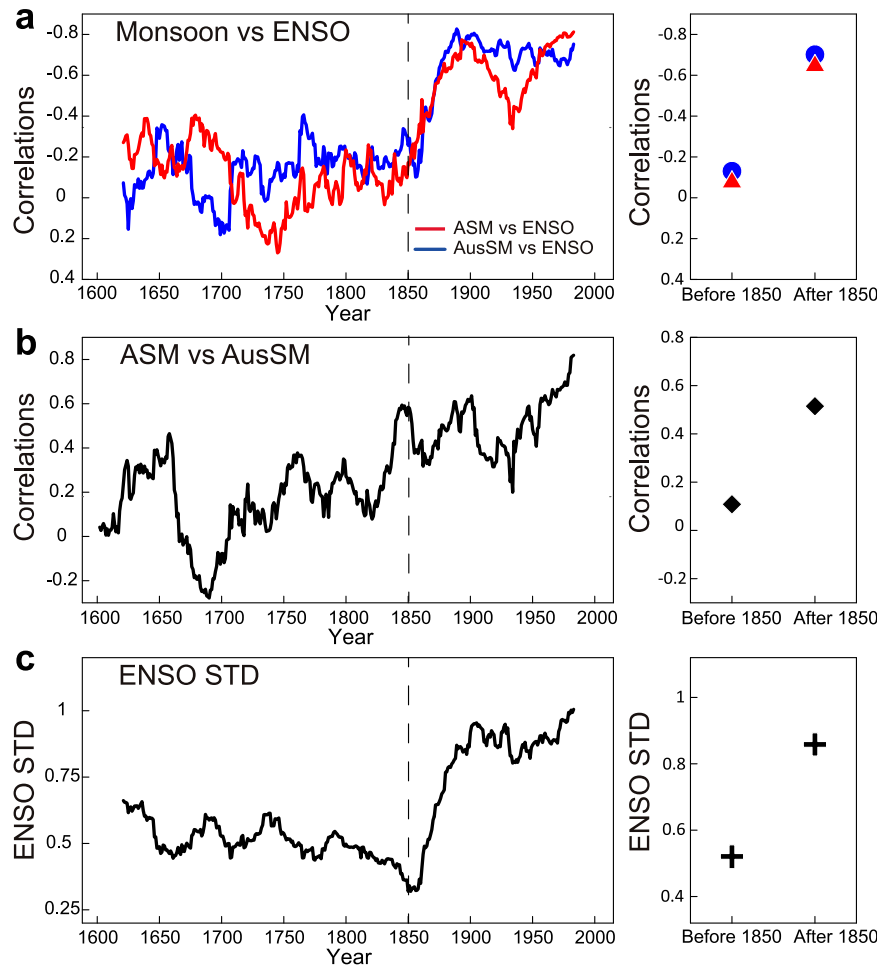 a
Monsoon vs ENSO
Correlations
-0.8
-0.6
-0.4
-0.2
0
0.2
0.4
ASM vs ENSO
AusSM vs ENSO
1600 1650 1700 1750 1800 1850 1900 1950 2000
Year
Correlations
-0.8
-0.6
-0.4
-0.2
0
0.2
0.4
Before 1850 After 1850
b
ASM vs AusSM
Correlations
0.8
0.6
0.4
0.2
0
-0.2
1600 1650 1700 1750 1800 1850 1900 1950 2000
Year
Correlations
0.8
0.6
0.4
0.2
0
-0.2
Before 1850 After 1850
c
ENSO STD
ENSO STD
1
0.75
0.5
0.25
1600 1650 1700 1750 1800 1850 1900 1950 2000
Year
ENSO STD
1
0.8
0.6
0.4
Before 1850 After 1850